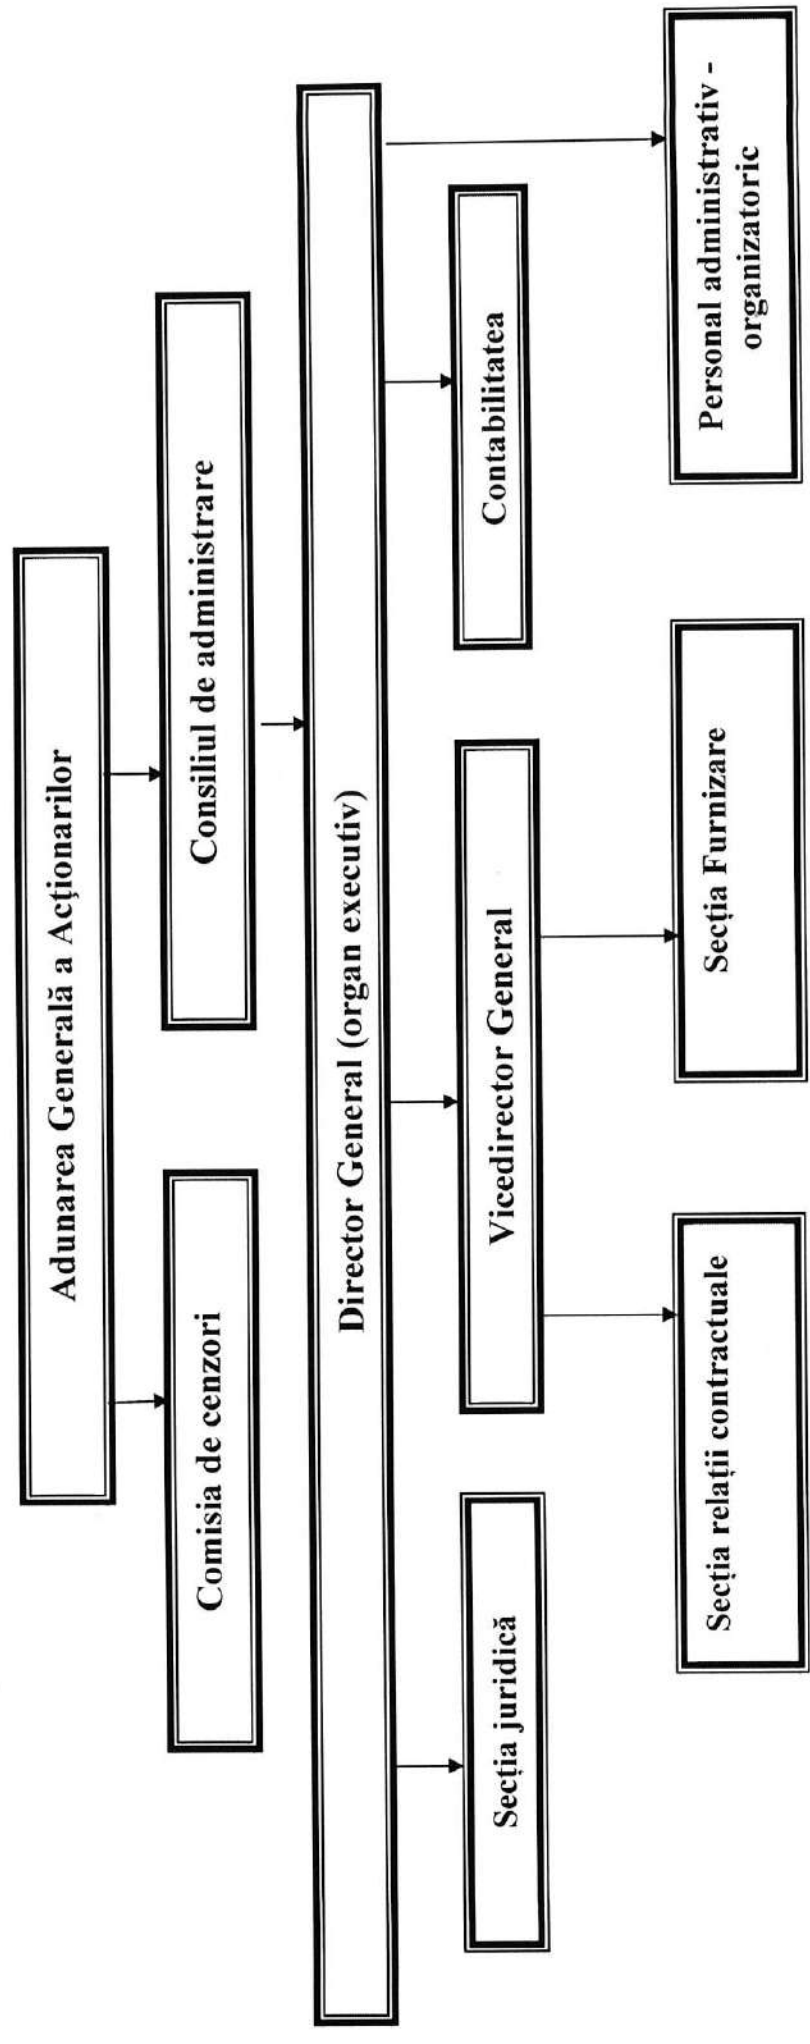 Adunarea Generală a Acționarilor
Comisia de cenzori
Consiliul de administrare
Director General (organ executiv)
Secția juridică
Vicedirector General
Contabilitatea
Secția relații contractuale
Secția Furnizare
Personal administrativ -
organizatoric